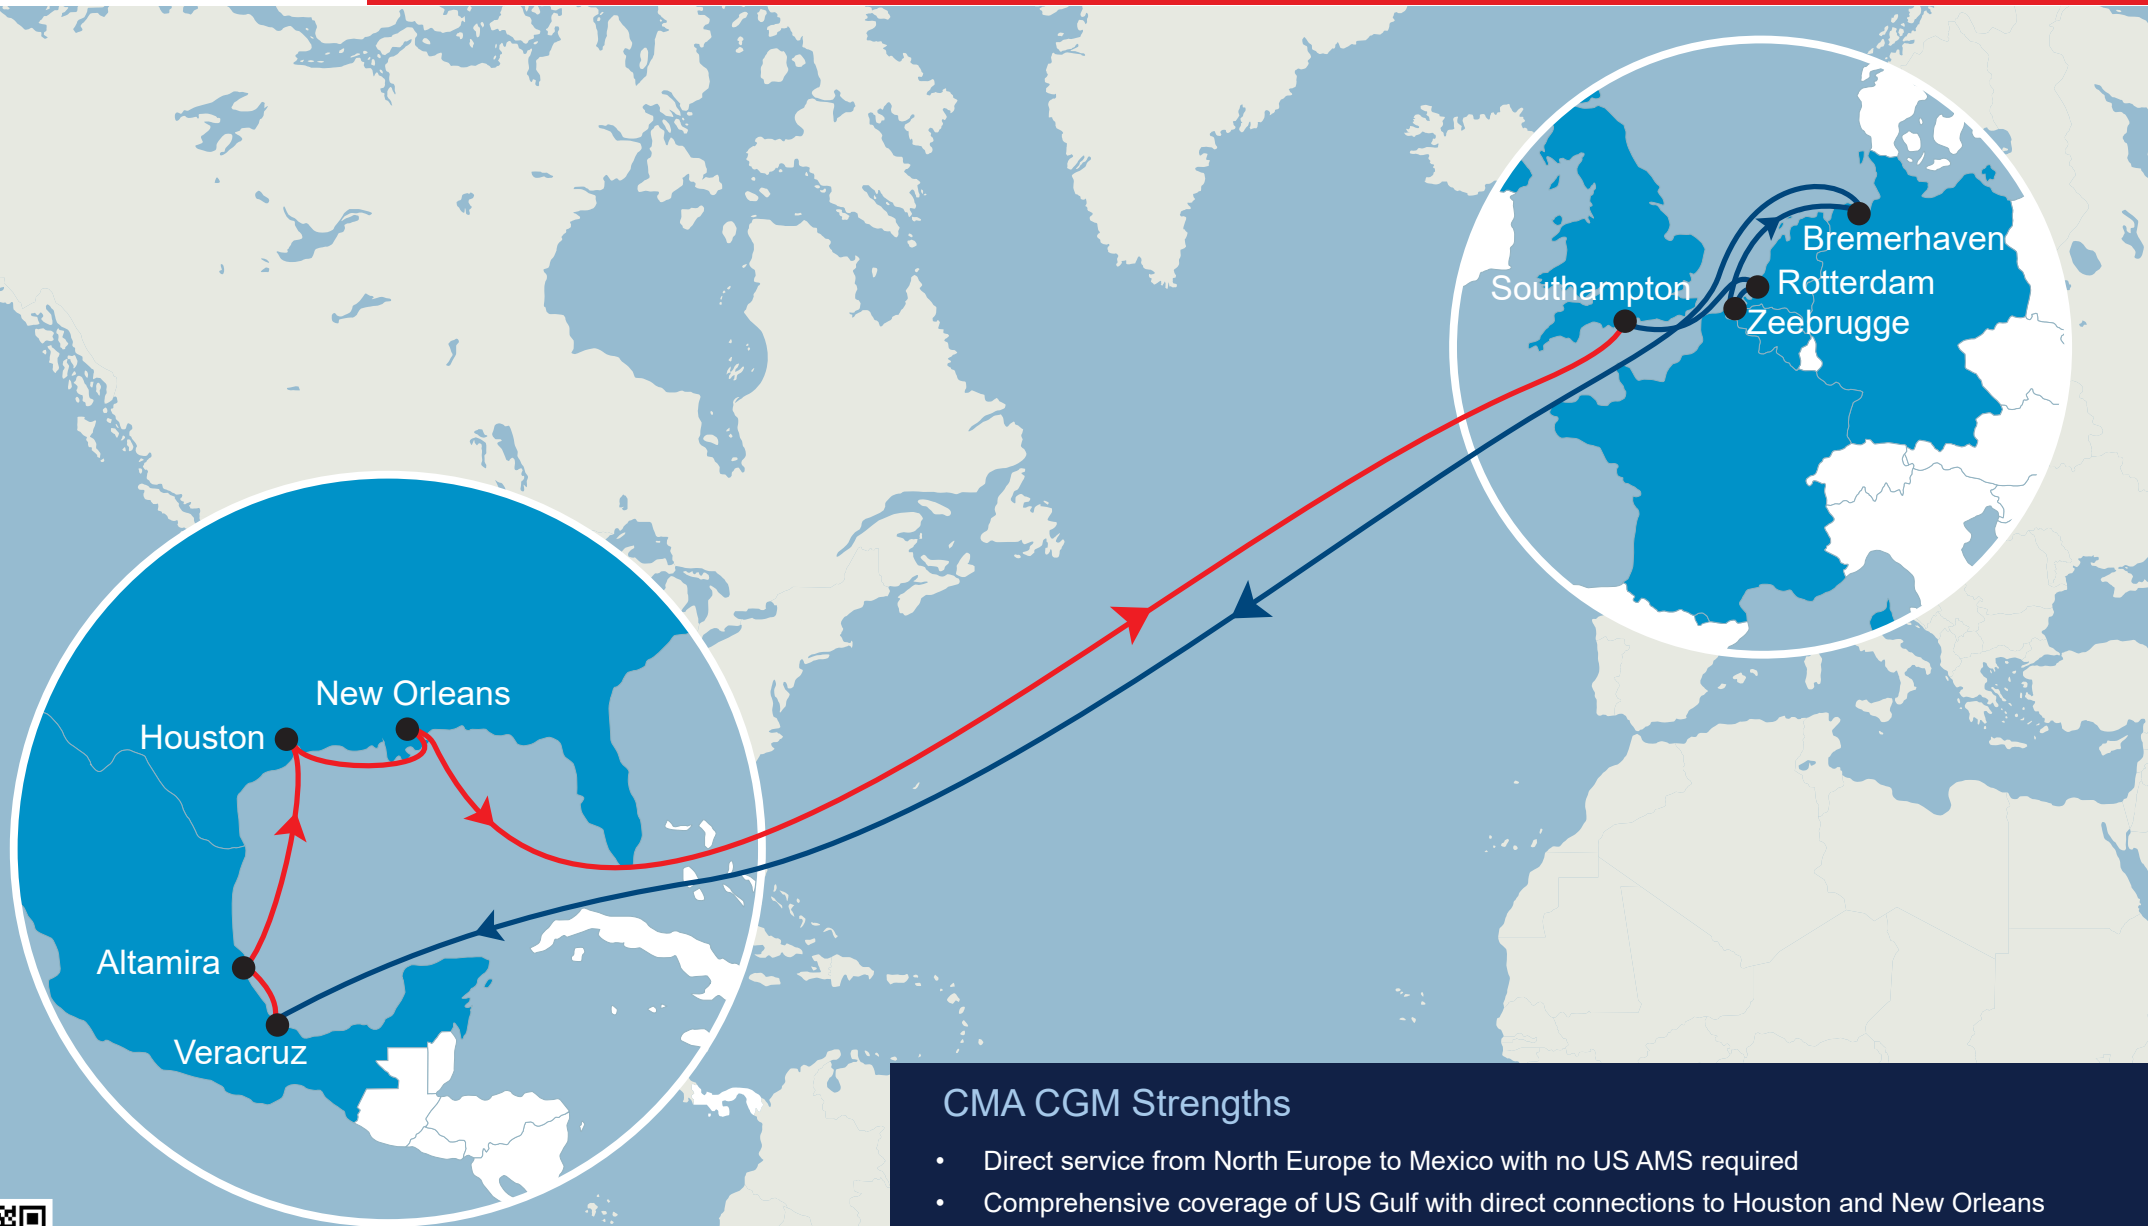 Bremerhaven
Rotterdam
Southampton
Zeebrugge
New Orleans
Houston
Altamira
Veracruz
CMA CGM Strengths
• Direct service from North Europe to Mexico with no US AMS required
• Comprehensive coverage of US Gulf with direct connections to Houston and New Orleans